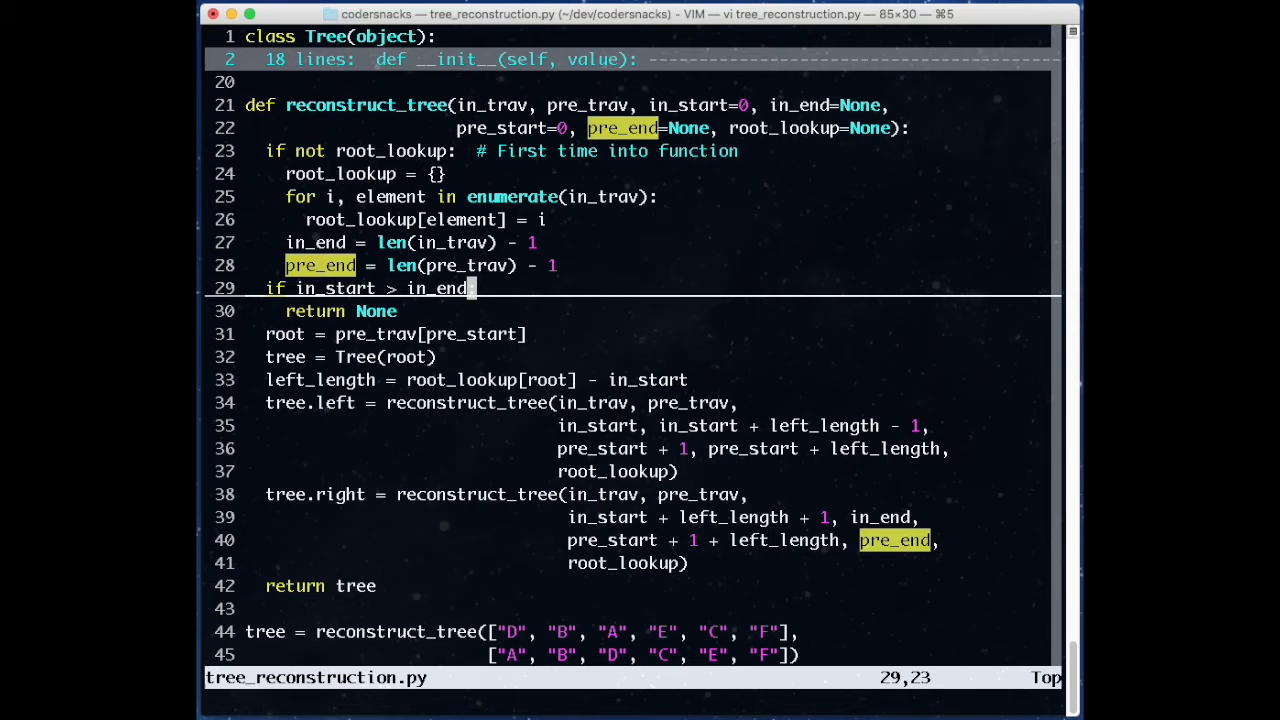 codersnacks — tree_reconstruction.py (~/dev/codersnacks) - VIM — vi tree_reconstruction.py — 85×30 — ⌘5
1 class Tree(object):
2   18 lines:  def __init__(self, value): ----------------------------------------
20
21 def reconstruct_tree(in_trav, pre_trav, in_start=0, in_end=None,
22                      pre_start=0, pre_end=None, root_lookup=None):
23   if not root_lookup:  # First time into function
24     root_lookup = {}
25     for i, element in enumerate(in_trav):
26       root_lookup[element] = i
27     in_end = len(in_trav) - 1
28     pre_end = len(pre_trav) - 1
29   if in_start > in_end:
30     return None
31   root = pre_trav[pre_start]
32   tree = Tree(root)
33   left_length = root_lookup[root] - in_start
34   tree.left = reconstruct_tree(in_trav, pre_trav,
35                                in_start, in_start + left_length - 1,
36                                pre_start + 1, pre_start + left_length,
37                                root_lookup)
38   tree.right = reconstruct_tree(in_trav, pre_trav,
39                                 in_start + left_length + 1, in_end,
40                                 pre_start + 1 + left_length, pre_end,
41                                 root_lookup)
42   return tree
43
44 tree = reconstruct_tree(["D", "B", "A", "E", "C", "F"],
45                         ["A", "B", "D", "C", "E", "F"])
tree_reconstruction.py 29,23 Top